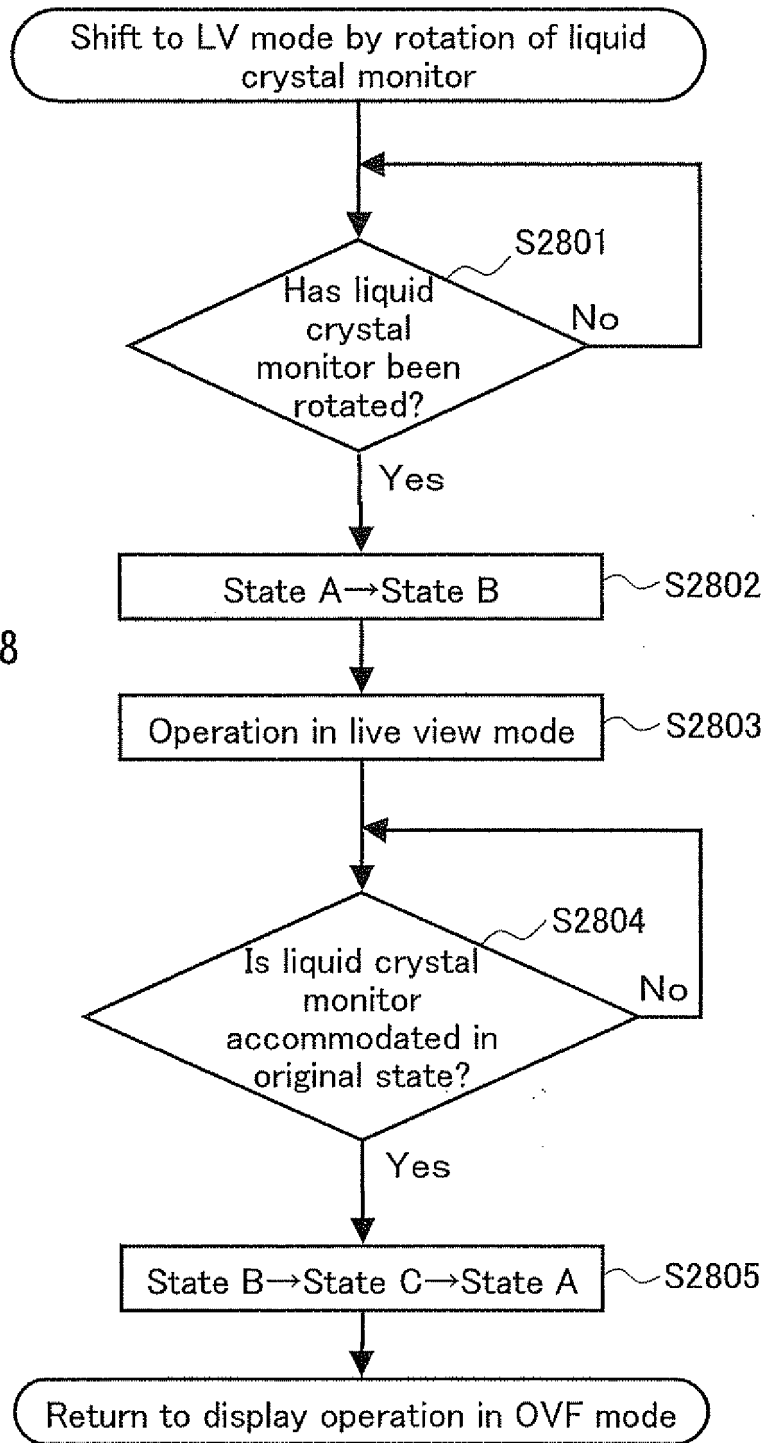 Shift to LV mode by rotation of liquid
crystal monitor
S2801
Has liquid
crystal
monitor been
rotated?
No
Yes
State A→State B
S2802
8
Operation in live view mode
S2803
S2804
Is liquid crystal
monitor
accommodated in
original state?
No
Yes
State B→State C→State A
S2805
Return to display operation in OVF mode